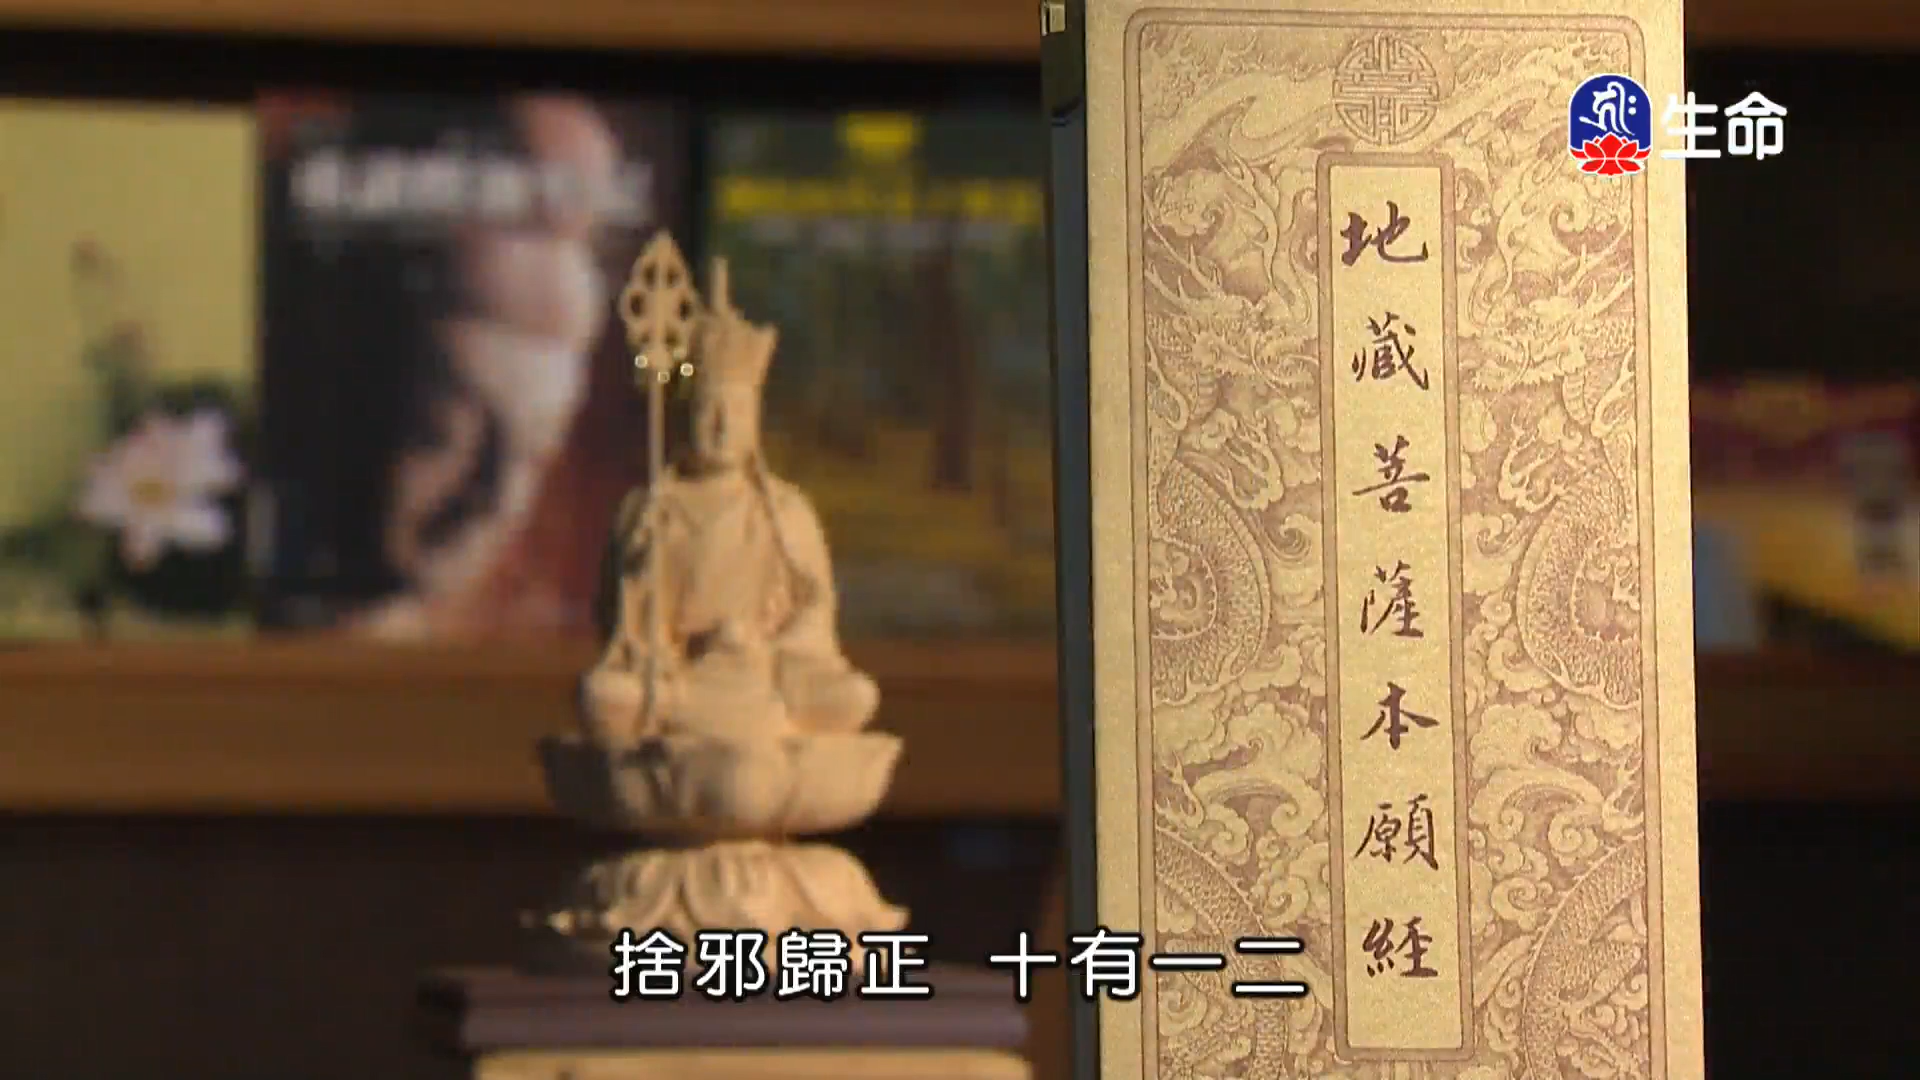 生命
地藏菩薩本願經
捨邪歸正 十有一二